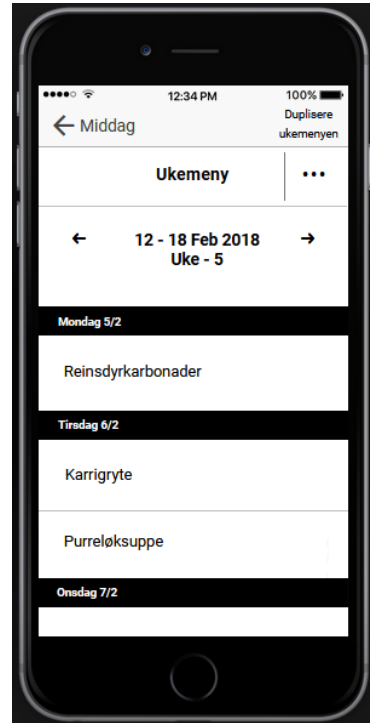 12:34 PM
100%
Middag
Duplisere
ukemenyen
Ukemeny
12 - 18 Feb 2018
Uke - 5
Mondag 5/2
Reinsdyrkarbonader
Tirsdag 6/2
Karrigryte
Purreløksuppe
Onsdag 7/2